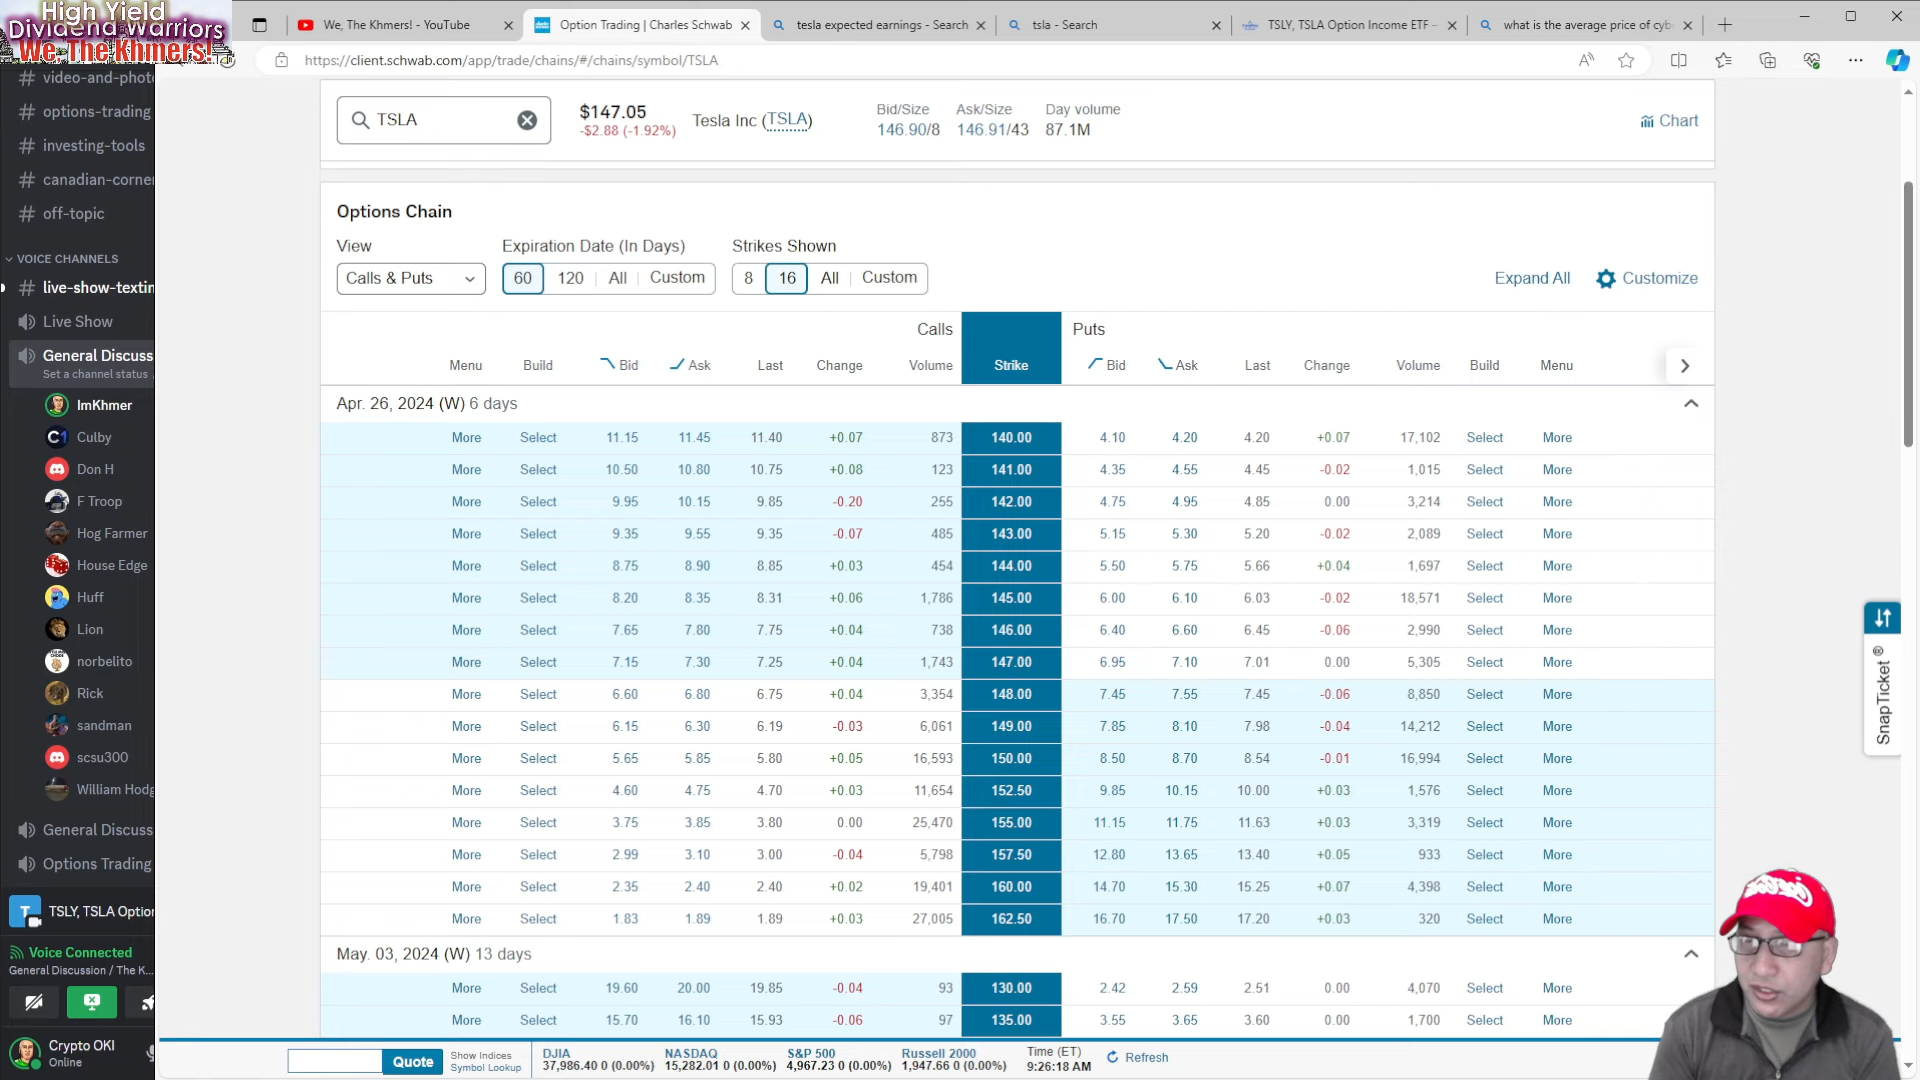 High Yield
Dividend Warriors
We The Khmers!
We, The Khmers! - YouTube
Option Trading | Charles Schwab
tesla expected earnings - Search
tsla - Search
TSLY, TSLA Option Income ETF -
what is the average price of cyb
https://client.schwab.com/app/trade/chains/#/chains/symbol/TSLA
# video-and-photo
# options-trading
# investing-tools
# canadian-corner
# off-topic
VOICE CHANNELS
# live-show-textin
Live Show
General Discuss
Set a channel status
ImKhmer
Culby
Don H
F Troop
Hog Farmer
House Edge
Huff
Lion
norbelito
Rick
sandman
scsu300
William Hodg
General Discuss
Options Trading
T TSLY, TSLA Optio
Voice Connected
General Discussion / The K...
Crypto OKI
Online
TSLA
$147.05
-$2.88 (-1.92%)
Tesla Inc (TSLA)
Bid/Size
146.90/8
Ask/Size
146.91/43
Day volume
87.1M
Chart
Options Chain
View Expiration Date (In Days) Strikes Shown
Calls & Puts 60 120 All Custom 8 16 All Custom Expand All Customize
Calls Puts
Menu Build Bid Ask Last Change Volume Strike Bid Ask Last Change Volume Build Menu
Apr. 26, 2024 (W) 6 days
More Select 11.15 11.45 11.40 +0.07 873 140.00 4.10 4.20 4.20 +0.07 17,102 Select More
More Select 10.50 10.80 10.75 +0.08 123 141.00 4.35 4.55 4.45 -0.02 1,015 Select More
More Select 9.95 10.15 9.85 -0.20 255 142.00 4.75 4.95 4.85 0.00 3,214 Select More
More Select 9.35 9.55 9.35 -0.07 485 143.00 5.15 5.30 5.20 -0.02 2,089 Select More
More Select 8.75 8.90 8.85 +0.03 454 144.00 5.50 5.75 5.66 +0.04 1,697 Select More
More Select 8.20 8.35 8.31 +0.06 1,786 145.00 6.00 6.10 6.03 -0.02 18,571 Select More
More Select 7.65 7.80 7.75 +0.04 738 146.00 6.40 6.60 6.45 -0.06 2,990 Select More
More Select 7.15 7.30 7.25 +0.04 1,743 147.00 6.95 7.10 7.01 0.00 5,305 Select More
More Select 6.60 6.80 6.75 +0.04 3,354 148.00 7.45 7.55 7.45 -0.06 8,850 Select More
More Select 6.15 6.30 6.19 -0.03 6,061 149.00 7.85 8.10 7.98 -0.04 14,212 Select More
More Select 5.65 5.85 5.80 +0.05 16,593 150.00 8.50 8.70 8.54 -0.01 16,994 Select More
More Select 4.60 4.75 4.70 +0.03 11,654 152.50 9.85 10.15 10.00 +0.03 1,576 Select More
More Select 3.75 3.85 3.80 0.00 25,470 155.00 11.15 11.75 11.63 +0.03 3,319 Select More
More Select 2.99 3.10 3.00 -0.04 5,798 157.50 12.80 13.65 13.40 +0.05 933 Select More
More Select 2.35 2.40 2.40 +0.02 19,401 160.00 14.70 15.30 15.25 +0.07 4,398 Select More
More Select 1.83 1.89 1.89 +0.03 27,005 162.50 16.70 17.50 17.20 +0.03 320 Select More
May. 03, 2024 (W) 13 days
More Select 19.60 20.00 19.85 -0.04 93 130.00 2.42 2.59 2.51 0.00 4,070 Select More
More Select 15.70 16.10 15.93 -0.06 97 135.00 3.55 3.65 3.60 0.00 1,700 Select More
SnapTicket ®
Quote
Show Indices
Symbol Lookup
DJIA
37,986.40 0 (0.00%)
NASDAQ
15,282.01 0 (0.00%)
S&P 500
4,967.23 0 (0.00%)
Russell 2000
1,947.66 0 (0.00%)
Time (ET)
9:26:18 AM
Refresh